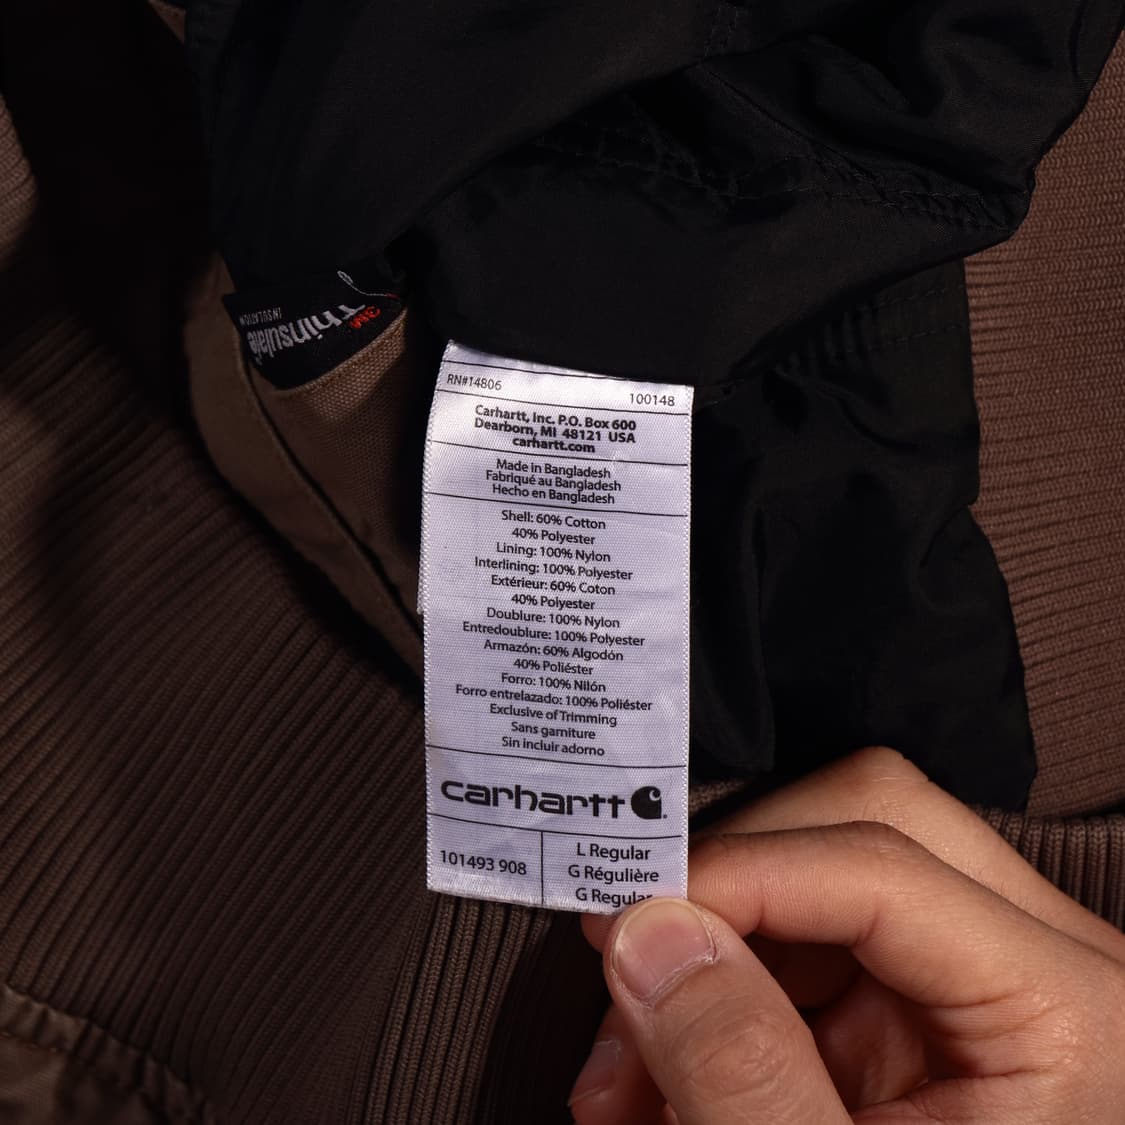 3M
Thinsulate
INSULATION
RN#14806
100148
Carhartt, Inc. P.O. Box 600
Dearborn, MI 48121 USA
carhartt.com
Made in Bangladesh
Fabriqué au Bangladesh
Hecho en Bangladesh
Shell: 60% Cotton
40% Polyester
Lining: 100% Nylon
Interlining: 100% Polyester
Extérieur: 60% Coton
40% Polyester
Doublure: 100% Nylon
Entredoublure: 100% Polyester
Armazón: 60% Algodón
40% Poliéster
Forro: 100% Nilón
Forro entrelazado: 100% Poliéster
Exclusive of Trimming
Sans garniture
Sin incluir adorno
carhartt
101493 908
L Regular
G Régulière
G Regular